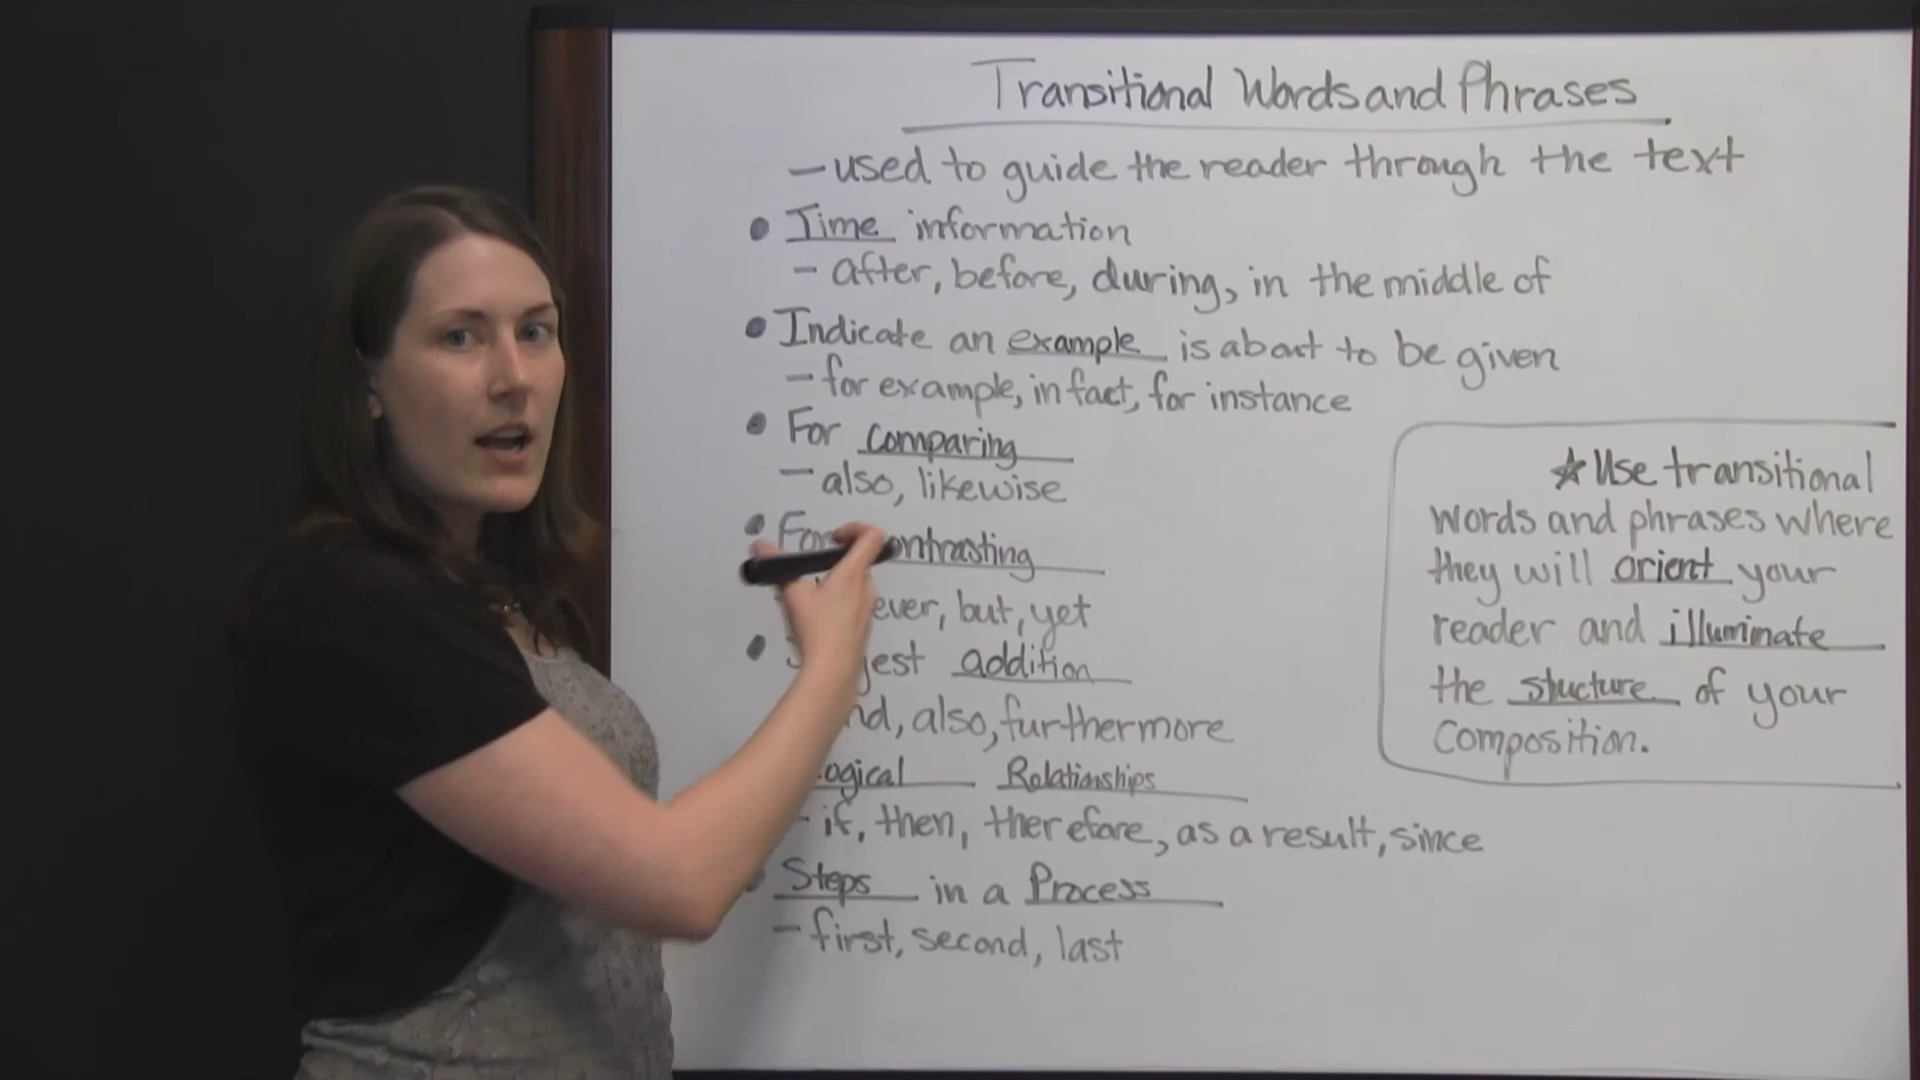 Transitional Words and Phrases
- used to guide the reader through the text
• Time information
- after, before, during, in the middle of
• Indicate an example is about to be given
- for example, in fact, for instance
• For comparing
- also, likewise
• For contrasting
ever, but, yet
• gest addition
nd, also, furthermore
ogical Relationships
- if, then, therefore, as a result, since
• Steps in a Process
- first, second, last
☆ Use transitional
words and phrases where
they will orient your
reader and illuminate
the stucture of your
Composition.